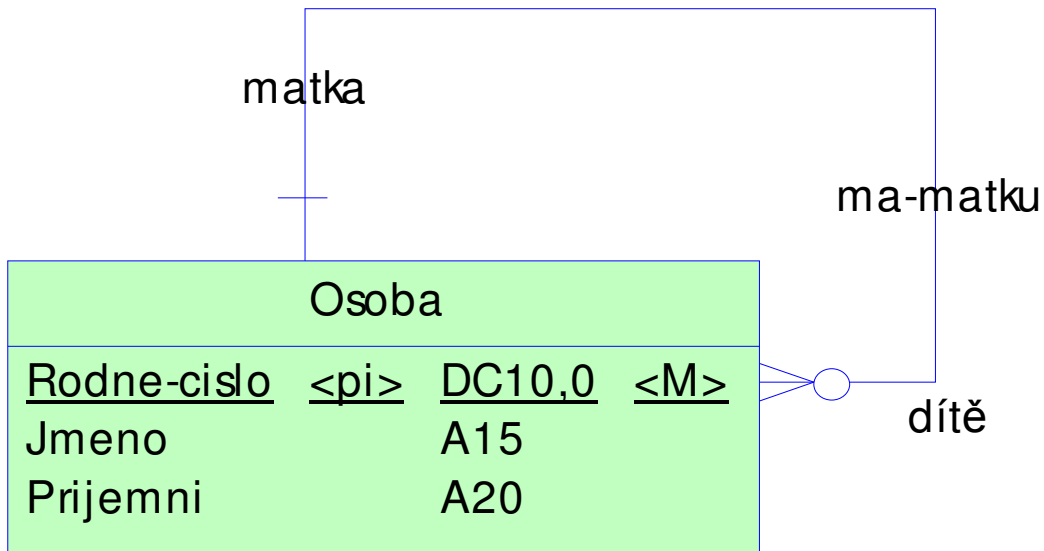 matka
ma-matku
Osoba
Rodne-cislo <pi> DC10,0 <M>
dítě
Jmeno A15
Prijemni A20